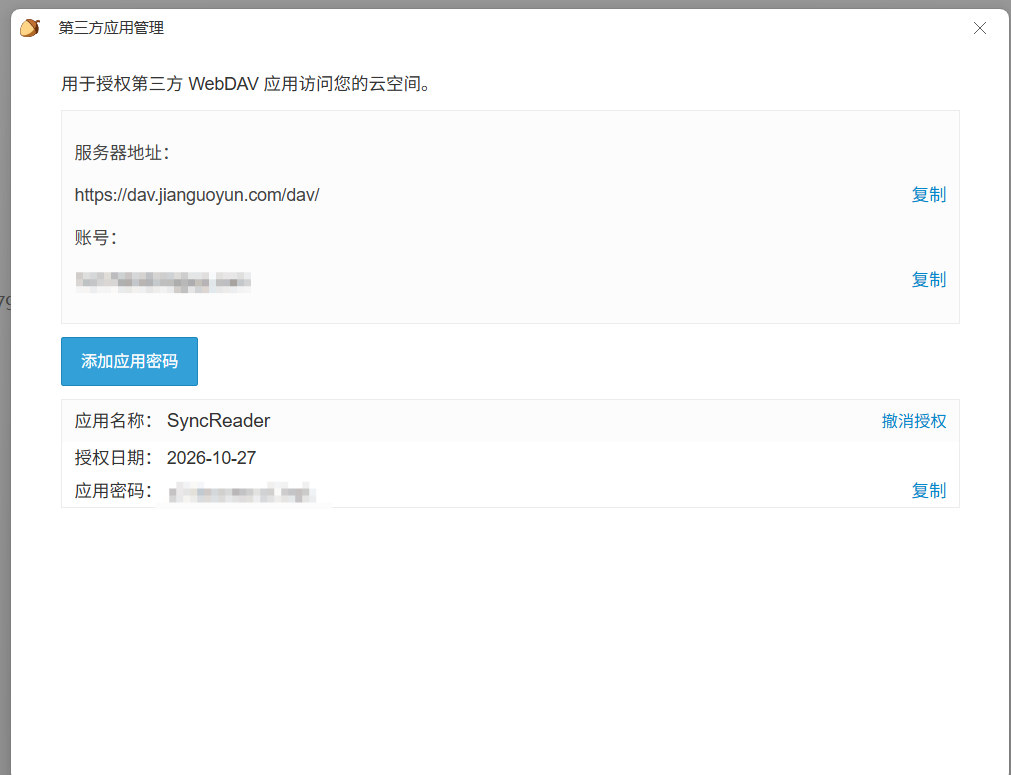 第三方应用管理
用于授权第三方 WebDAV 应用访问您的云空间。
服务器地址：
https://dav.jianguoyun.com/dav/ 复制
账号：
复制
添加应用密码
应用名称： SyncReader 撤消授权
授权日期： 2026-10-27
应用密码： 复制